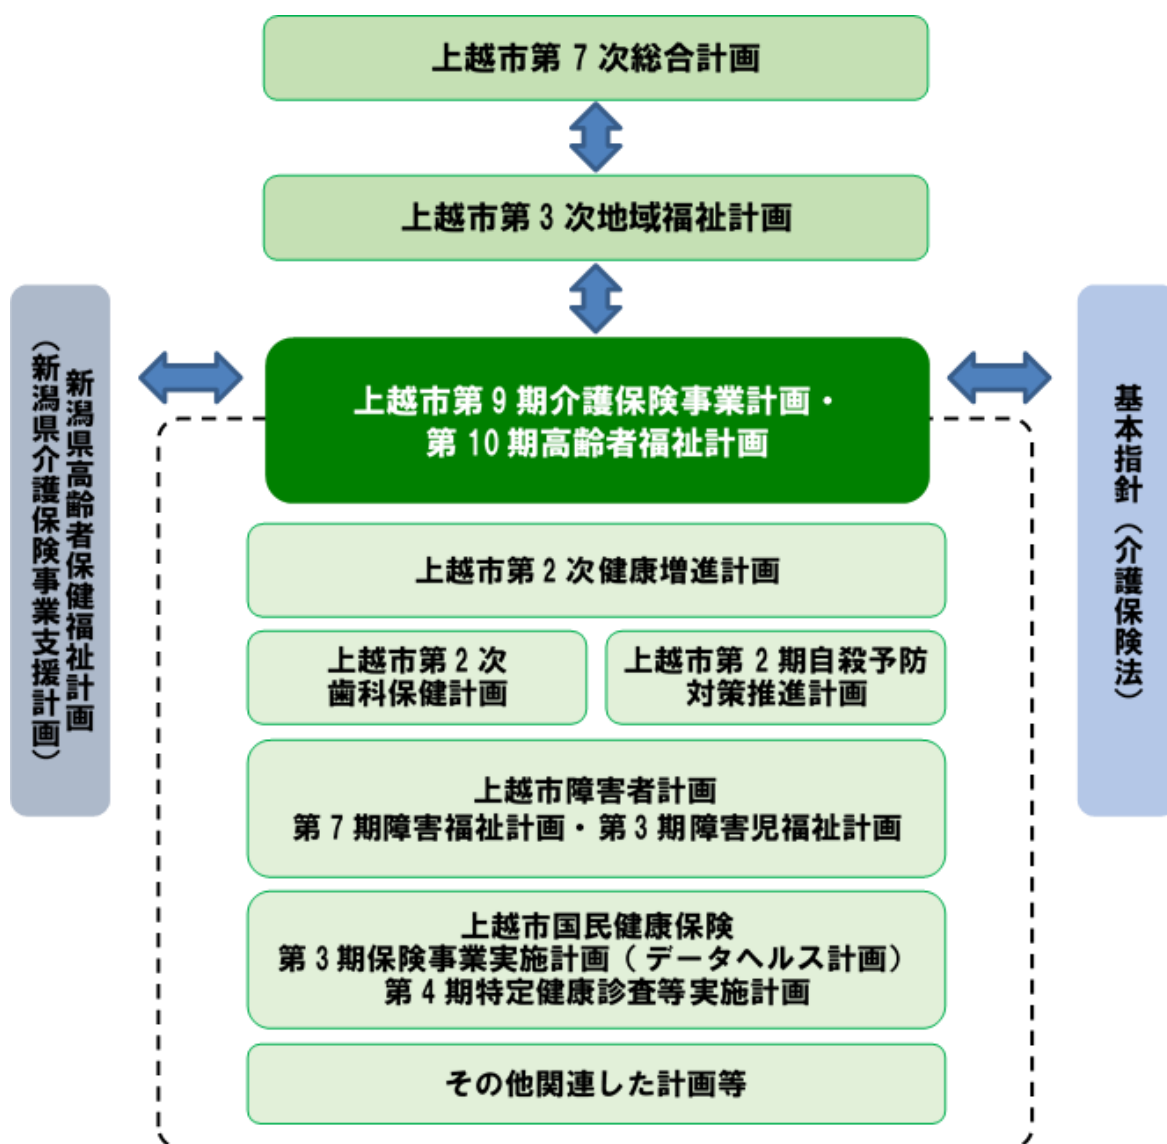 上越市第7次総合計画
上越市第3次地域福祉計画
新潟県高齢者保健福祉計画
（新潟県介護保険事業支援計画）
上越市第9期介護保険事業計画・
第10期高齢者福祉計画
基本指針（介護保険法）
上越市第2次健康増進計画
上越市第2次
歯科保健計画
上越市第2期自殺予防
対策推進計画
上越市障害者計画
第7期障害福祉計画・第3期障害児福祉計画
上越市国民健康保険
第3期保険事業実施計画（データヘルス計画）
第4期特定健康診査等実施計画
その他関連した計画等